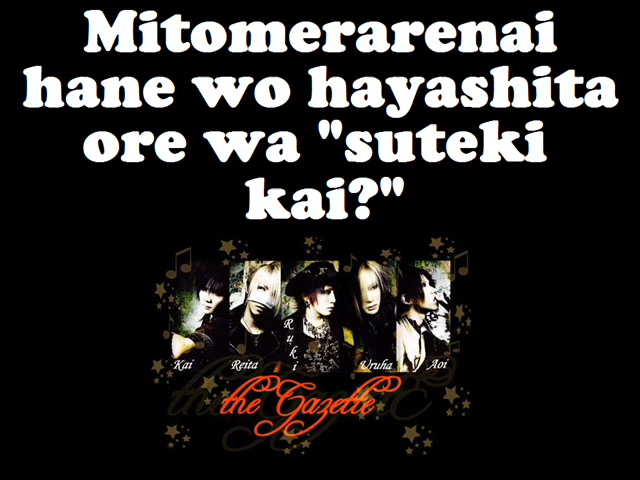 Mitomerarenai
hane wo hayashita
ore wa "suteki
kai?"
Kai Reita Ruki Uruha Aoi
the Gazette